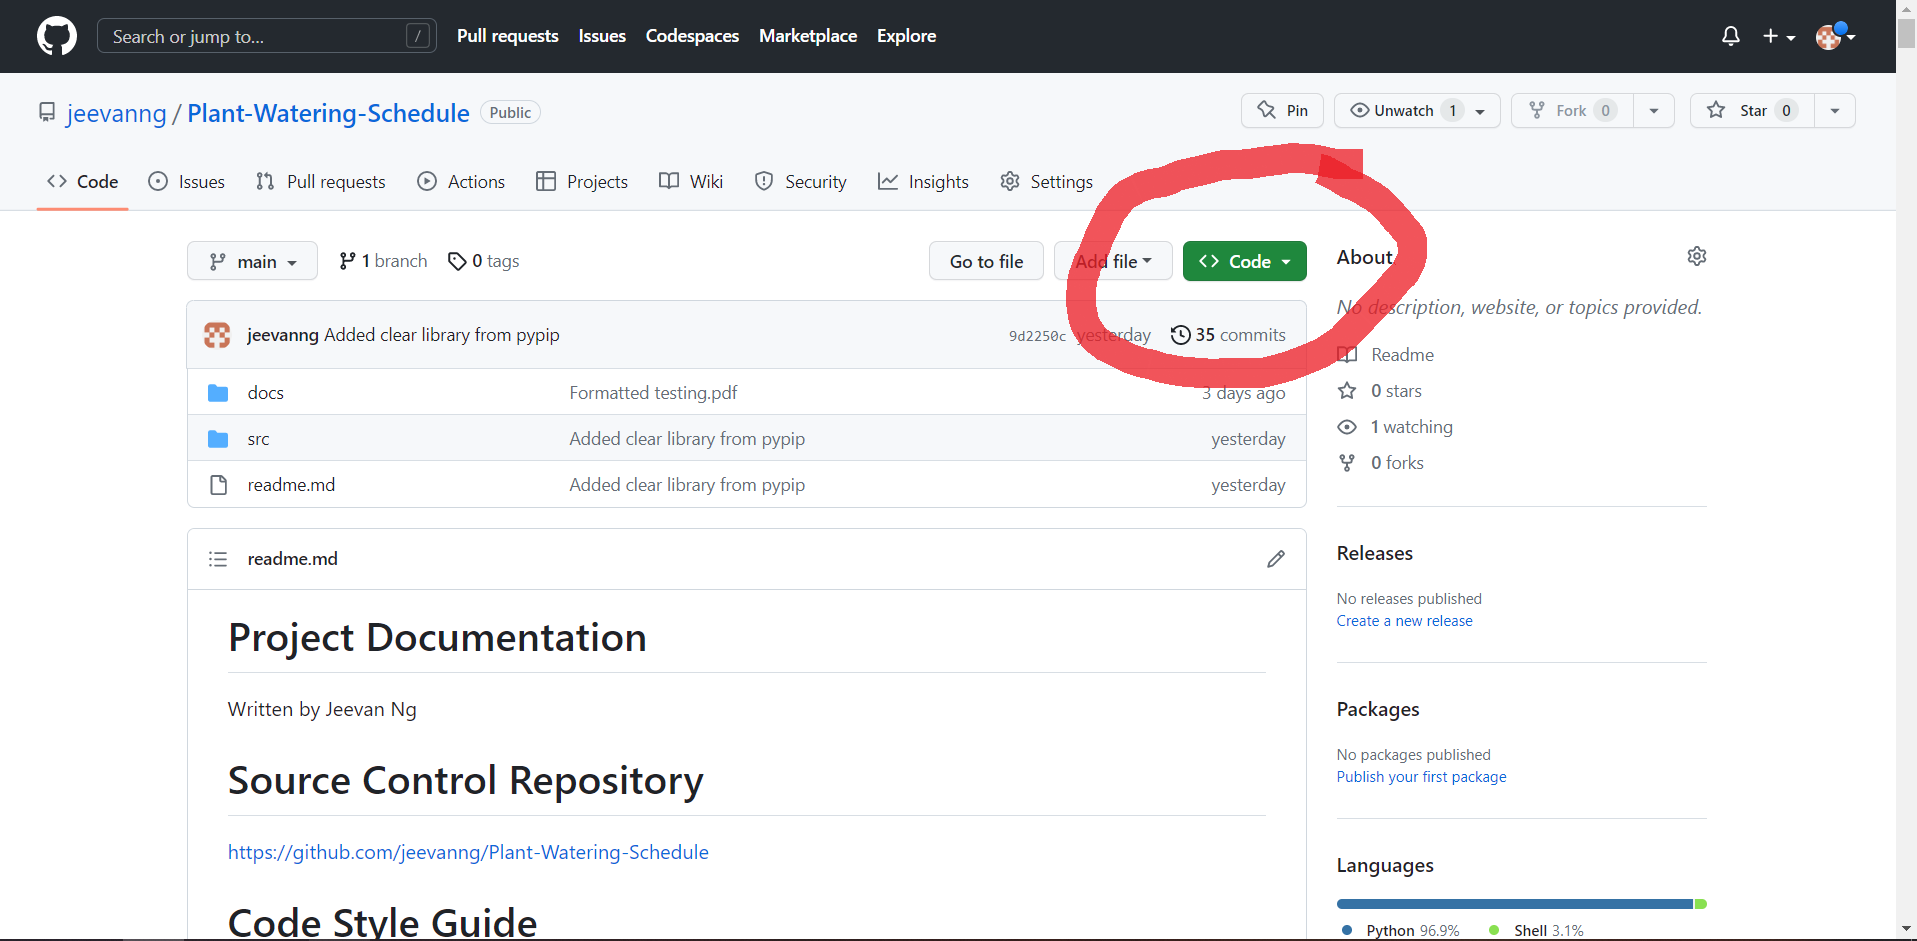 Search or jump to... / Pull requests Issues Codespaces Marketplace Explore
jeevanng / Plant-Watering-Schedule Public Pin Unwatch 1 Fork 0 Star 0
Code Issues Pull requests Actions Projects Wiki Security Insights Settings
main 1 branch 0 tags Go to file Add file Code
jeevanng Added clear library from pypip 9d2250c yesterday 35 commits
docs Formatted testing.pdf 3 days ago
src Added clear library from pypip yesterday
readme.md Added clear library from pypip yesterday
readme.md
Project Documentation
Written by Jeevan Ng
Source Control Repository
https://github.com/jeevanng/Plant-Watering-Schedule
Code Style Guide
About
No description, website, or topics provided.
Readme
0 stars
1 watching
0 forks
Releases
No releases published
Create a new release
Packages
No packages published
Publish your first package
Languages
Python 96.9% Shell 3.1%